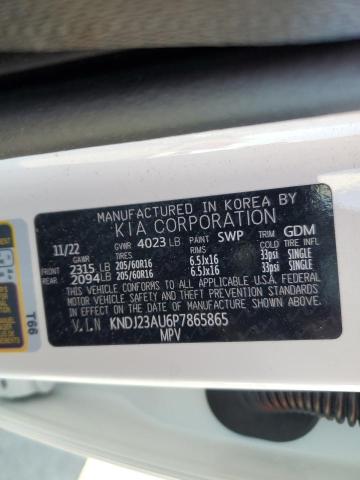 MANUFACTURED IN KOREA BY
KIA CORPORATION
11/22 GVWR 4023 LB PAINT SWP TRIM GDM
GAWR TIRES RIMS COLD TIRE INFL
FRONT: 2315 LB 205/60R16 6.5Jx16 33psi SINGLE
REAR: 2094 LB 205/60R16 6.5Jx16 33psi SINGLE
THIS VEHICLE CONFORMS TO ALL APPLICABLE U.S.A. FEDERAL
MOTOR VEHICLE SAFETY, BUMPER, AND THEFT PREVENTION
STANDARDS IN EFFECT ON THE DATE OF MANUFACTURE SHOWN ABOVE.
V.I.N KNDJ23AU6P7865865
MPV
T66